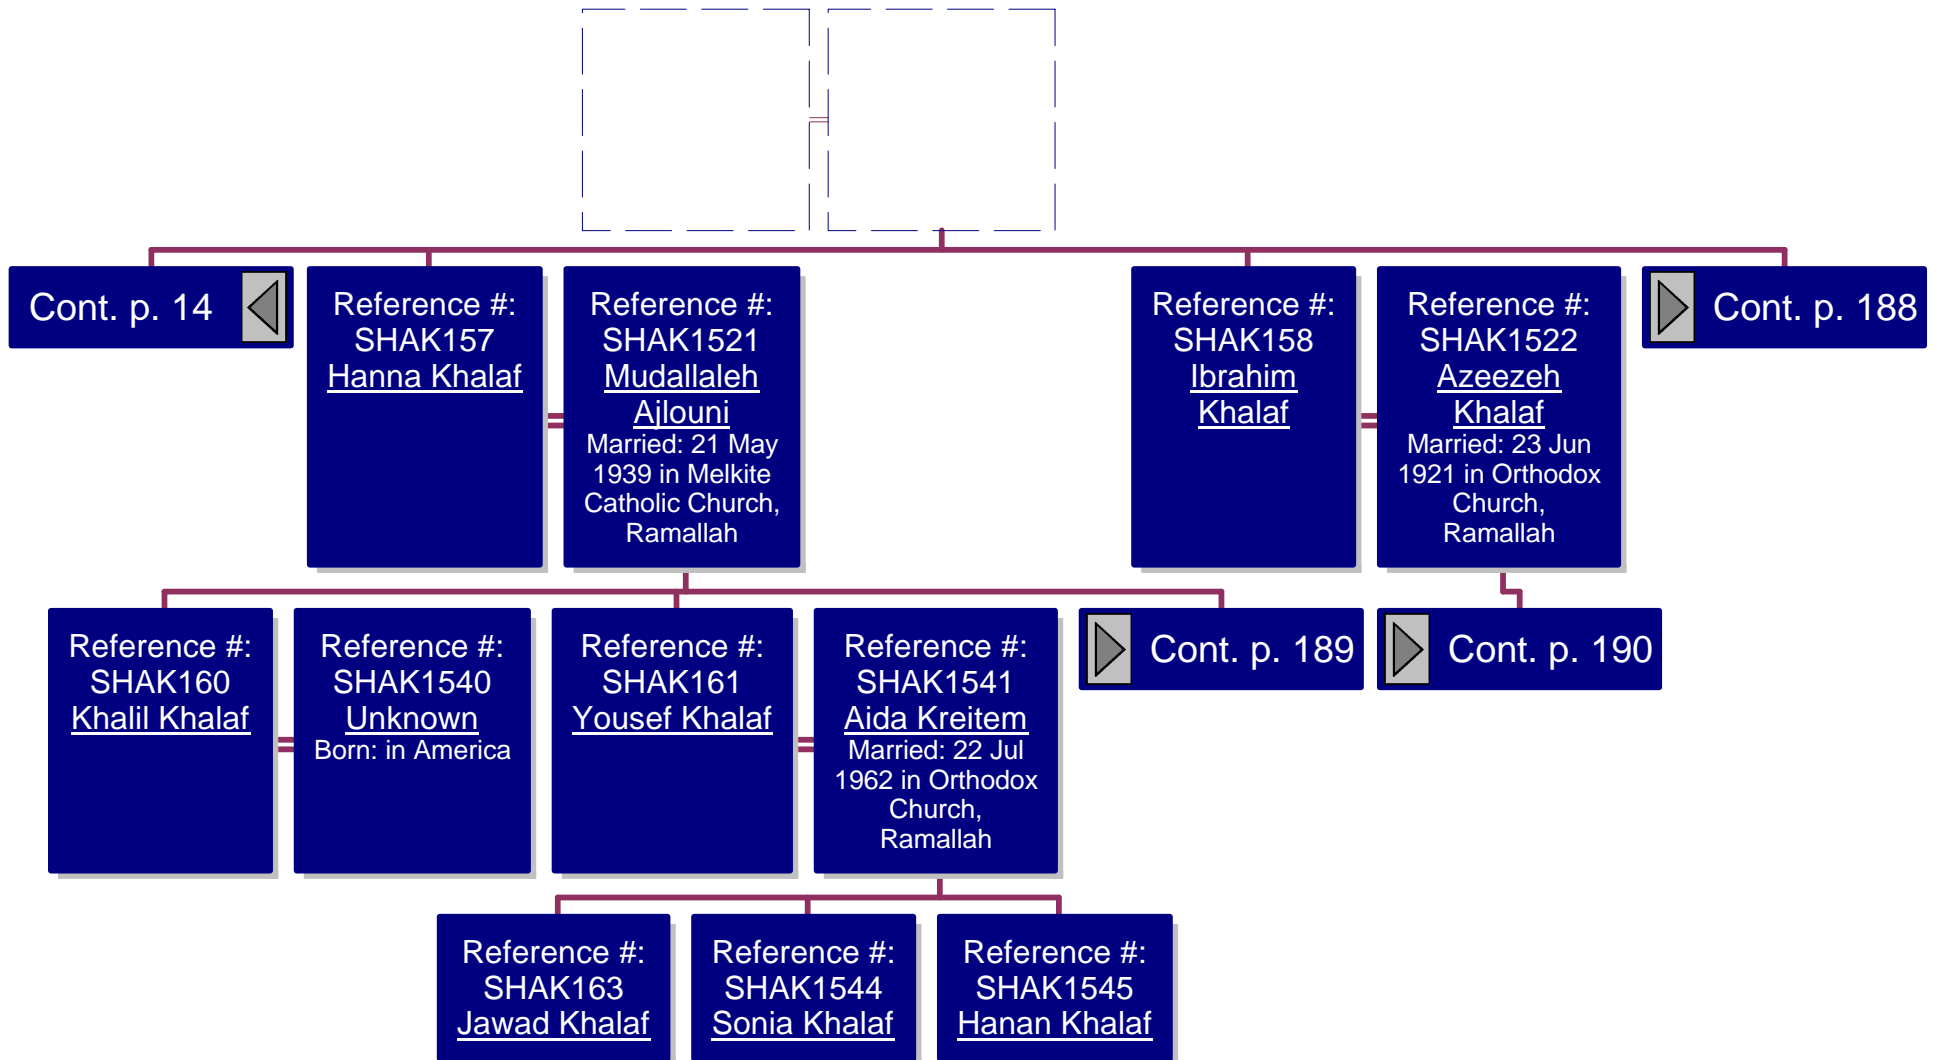 Cont. p. 14
Reference #:
SHAK157
Hanna Khalaf
Reference #:
SHAK1521
Mudallaleh
Ajlouni
Married: 21 May
1939 in Melkite
Catholic Church,
Ramallah
Reference #:
SHAK158
Ibrahim
Khalaf
Reference #:
SHAK1522
Azeezeh
Khalaf
Married: 23 Jun
1921 in Orthodox
Church,
Ramallah
Cont. p. 188
Reference #:
SHAK160
Khalil Khalaf
Reference #:
SHAK1540
Unknown
Born: in America
Reference #:
SHAK161
Yousef Khalaf
Reference #:
SHAK1541
Aida Kreitem
Married: 22 Jul
1962 in Orthodox
Church,
Ramallah
Cont. p. 189
Cont. p. 190
Reference #:
SHAK163
Jawad Khalaf
Reference #:
SHAK1544
Sonia Khalaf
Reference #:
SHAK1545
Hanan Khalaf